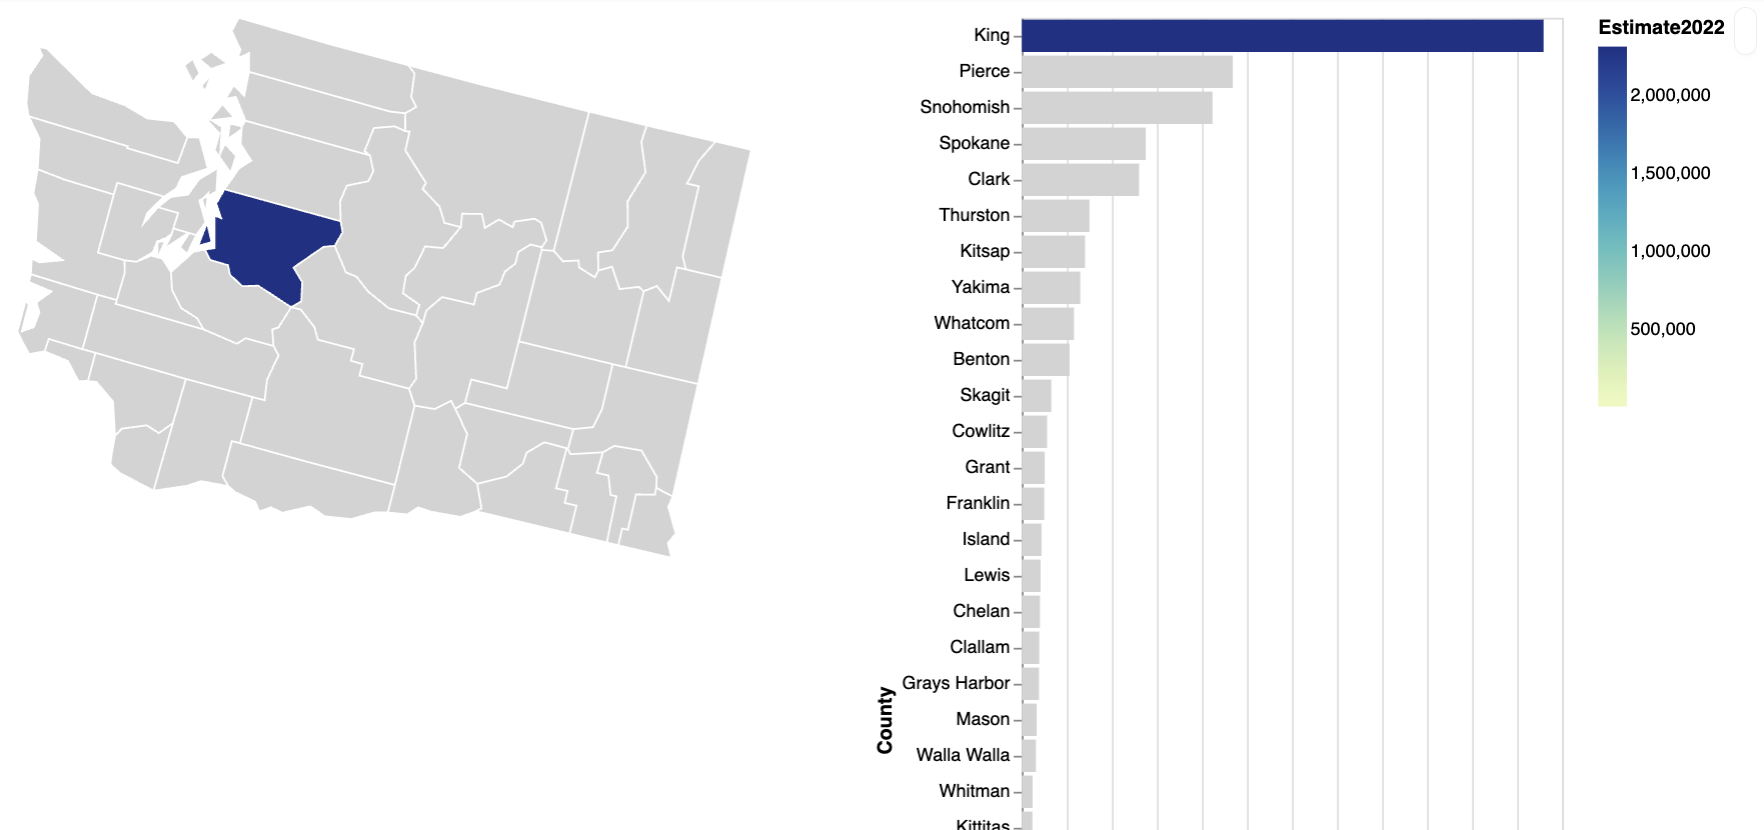 King
Pierce
Snohomish
Spokane
Clark
Thurston
Kitsap
Yakima
Whatcom
Benton
Skagit
Cowlitz
Grant
Franklin
Island
Lewis
Chelan
Clallam
Grays Harbor
Mason
Walla Walla
Whitman
Kittitas
County
Estimate2022
2,000,000
1,500,000
1,000,000
500,000